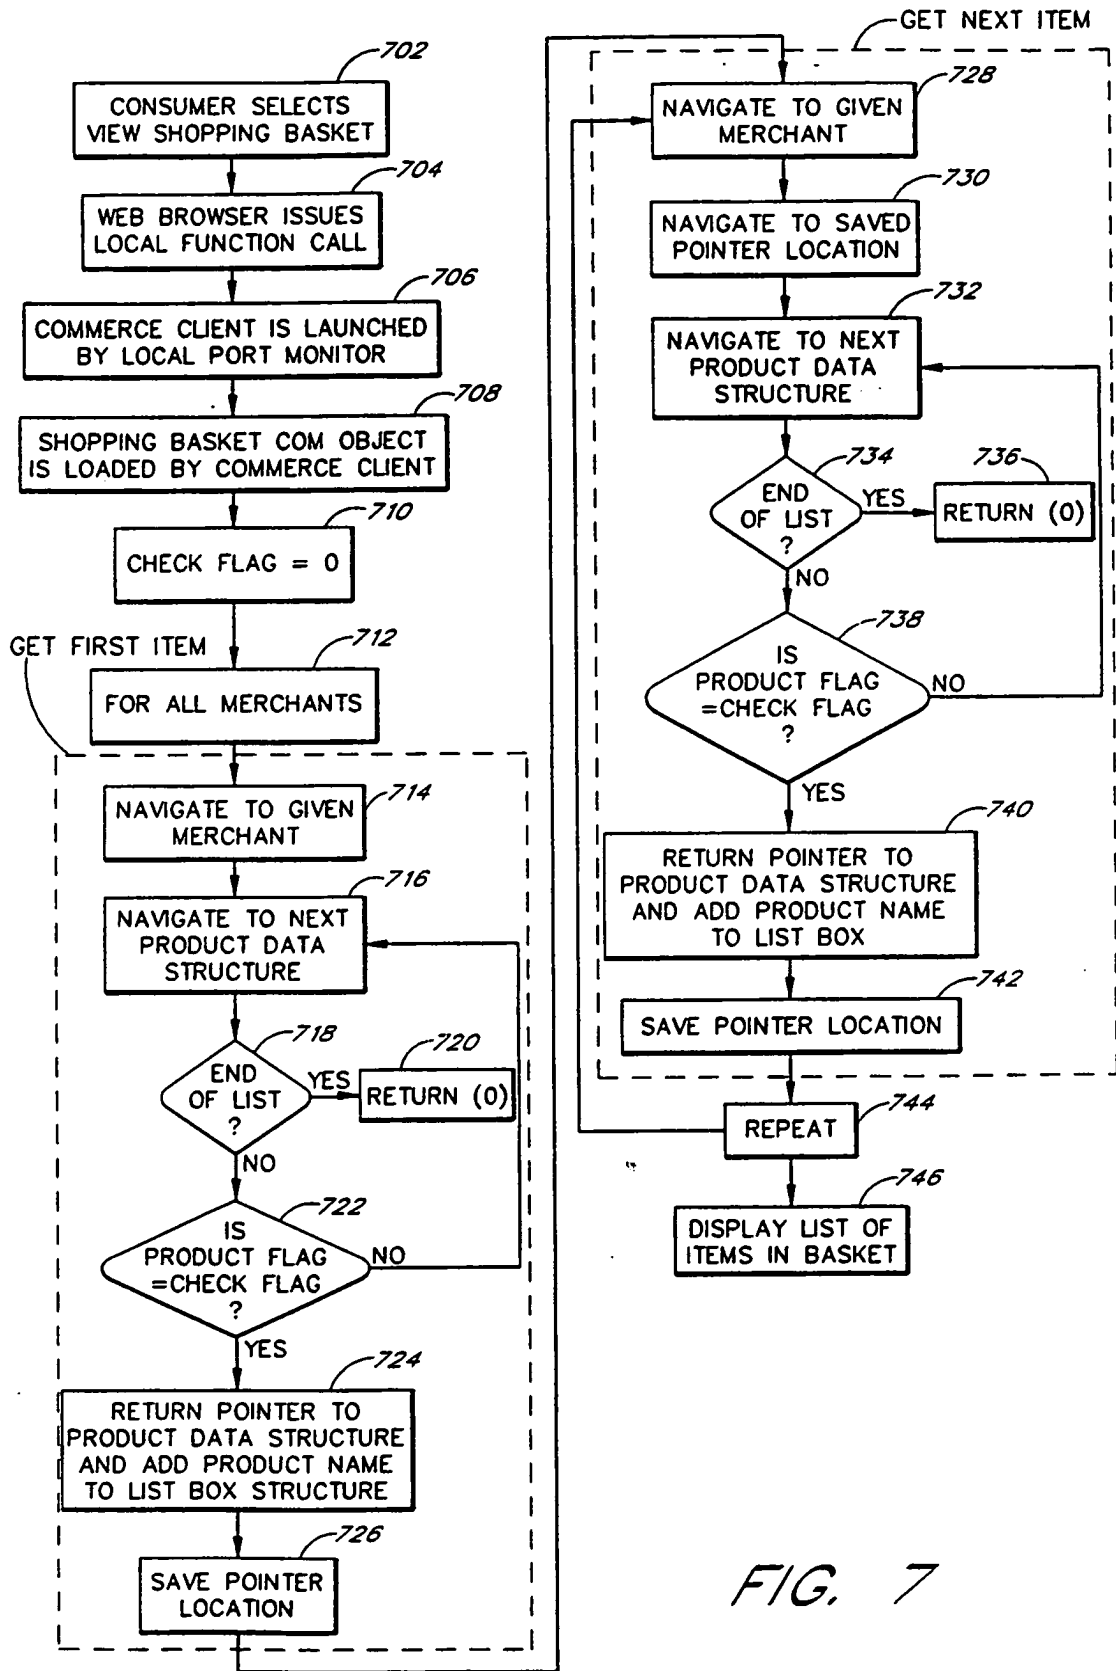 702
CONSUMER SELECTS
VIEW SHOPPING BASKET
704
WEB BROWSER ISSUES
LOCAL FUNCTION CALL
706
COMMERCE CLIENT IS LAUNCHED
BY LOCAL PORT MONITOR
708
SHOPPING BASKET COM OBJECT
IS LOADED BY COMMERCE CLIENT
710
CHECK FLAG = 0
GET FIRST ITEM
712
FOR ALL MERCHANTS
714
NAVIGATE TO GIVEN
MERCHANT
716
NAVIGATE TO NEXT
PRODUCT DATA
STRUCTURE
718
END
OF LIST
?
YES
720
RETURN (0)
NO
722
IS
PRODUCT FLAG
=CHECK FLAG
?
NO
YES
724
RETURN POINTER TO
PRODUCT DATA STRUCTURE
AND ADD PRODUCT NAME
TO LIST BOX STRUCTURE
726
SAVE POINTER
LOCATION
GET NEXT ITEM
728
NAVIGATE TO GIVEN
MERCHANT
730
NAVIGATE TO SAVED
POINTER LOCATION
732
NAVIGATE TO NEXT
PRODUCT DATA
STRUCTURE
734
END
OF LIST
?
YES
736
RETURN (0)
NO
738
IS
PRODUCT FLAG
=CHECK FLAG
?
NO
YES
740
RETURN POINTER TO
PRODUCT DATA STRUCTURE
AND ADD PRODUCT NAME
TO LIST BOX
742
SAVE POINTER LOCATION
744
REPEAT
746
DISPLAY LIST OF
ITEMS IN BASKET
FIG. 7